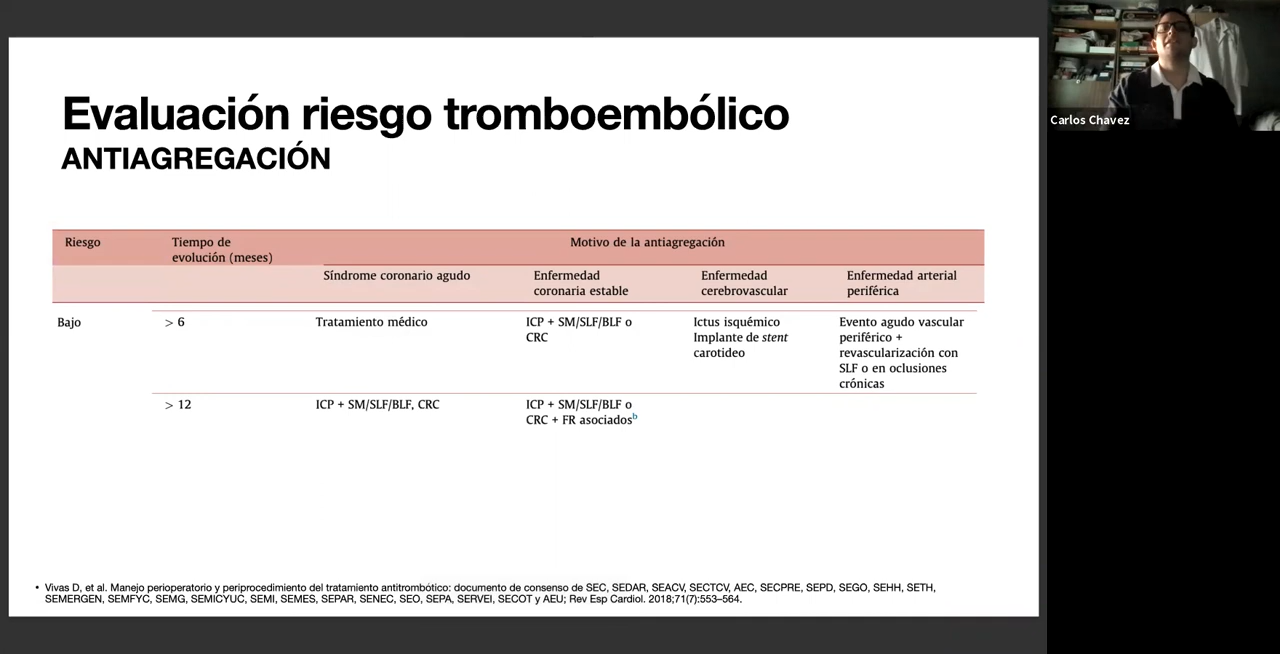 Evaluación riesgo tromboembólico
ANTIAGREGACIÓN
Riesgo
Tiempo de
evolución (meses)
Motivo de la antiagregación
Síndrome coronario agudo
Enfermedad
coronaria estable
Enfermedad
cerebrovascular
Enfermedad arterial
periférica
Bajo
> 6
Tratamiento médico
ICP + SM/SLF/BLF o
CRC
Ictus isquémico
Implante de stent
carotideo
Evento agudo vascular
periférico +
revascularización con
SLF o en oclusiones
crónicas
> 12
ICP + SM/SLF/BLF, CRC
ICP + SM/SLF/BLF o
CRC + FR asociadosb
• Vivas D, et al. Manejo perioperatorio y periprocedimiento del tratamiento antitrombótico: documento de consenso de SEC, SEDAR, SEACV, SECTCV, AEC, SECPRE, SEPD, SEGO, SEHH, SETH,
SEMERGEN, SEMFYC, SEMG, SEMICYUC, SEMI, SEMES, SEPAR, SENEC, SEO, SEPA, SERVEI, SECOT y AEU; Rev Esp Cardiol. 2018;71(7):553–564.
Carlos Chavez